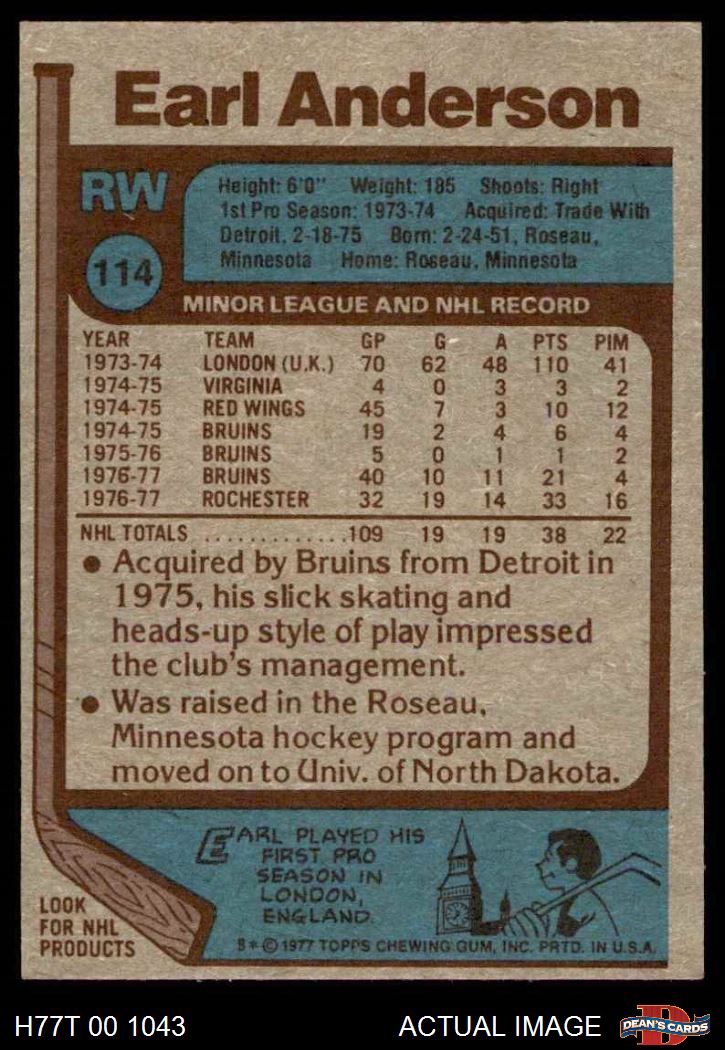 Earl Anderson
RW
114
Height: 6'0" Weight: 185 Shoots: Right
1st Pro Season: 1973-74 Acquired: Trade With
Detroit, 2-18-75 Born: 2-24-51, Roseau,
Minnesota Home: Roseau, Minnesota
MINOR LEAGUE AND NHL RECORD
YEAR TEAM GP G A PTS PIM
1973-74 LONDON (U.K.) 70 62 48 110 41
1974-75 VIRGINIA 4 0 3 3 2
1974-75 RED WINGS 45 7 3 10 12
1974-75 BRUINS 19 2 4 6 4
1975-76 BRUINS 5 0 1 1 2
1976-77 BRUINS 40 10 11 21 4
1976-77 ROCHESTER 32 19 14 33 16
NHL TOTALS .............109 19 19 38 22
● Acquired by Bruins from Detroit in
1975, his slick skating and
heads-up style of play impressed
the club's management.
● Was raised in the Roseau,
Minnesota hockey program and
moved on to Univ. of North Dakota.
EARL PLAYED HIS
FIRST PRO
SEASON IN
LONDON,
ENGLAND.
LOOK
FOR NHL
PRODUCTS
B*© 1977 TOPPS CHEWING GUM, INC. PRTD. IN U.S.A.
H77T 00 1043 ACTUAL IMAGE
D
DEAN'S CARDS